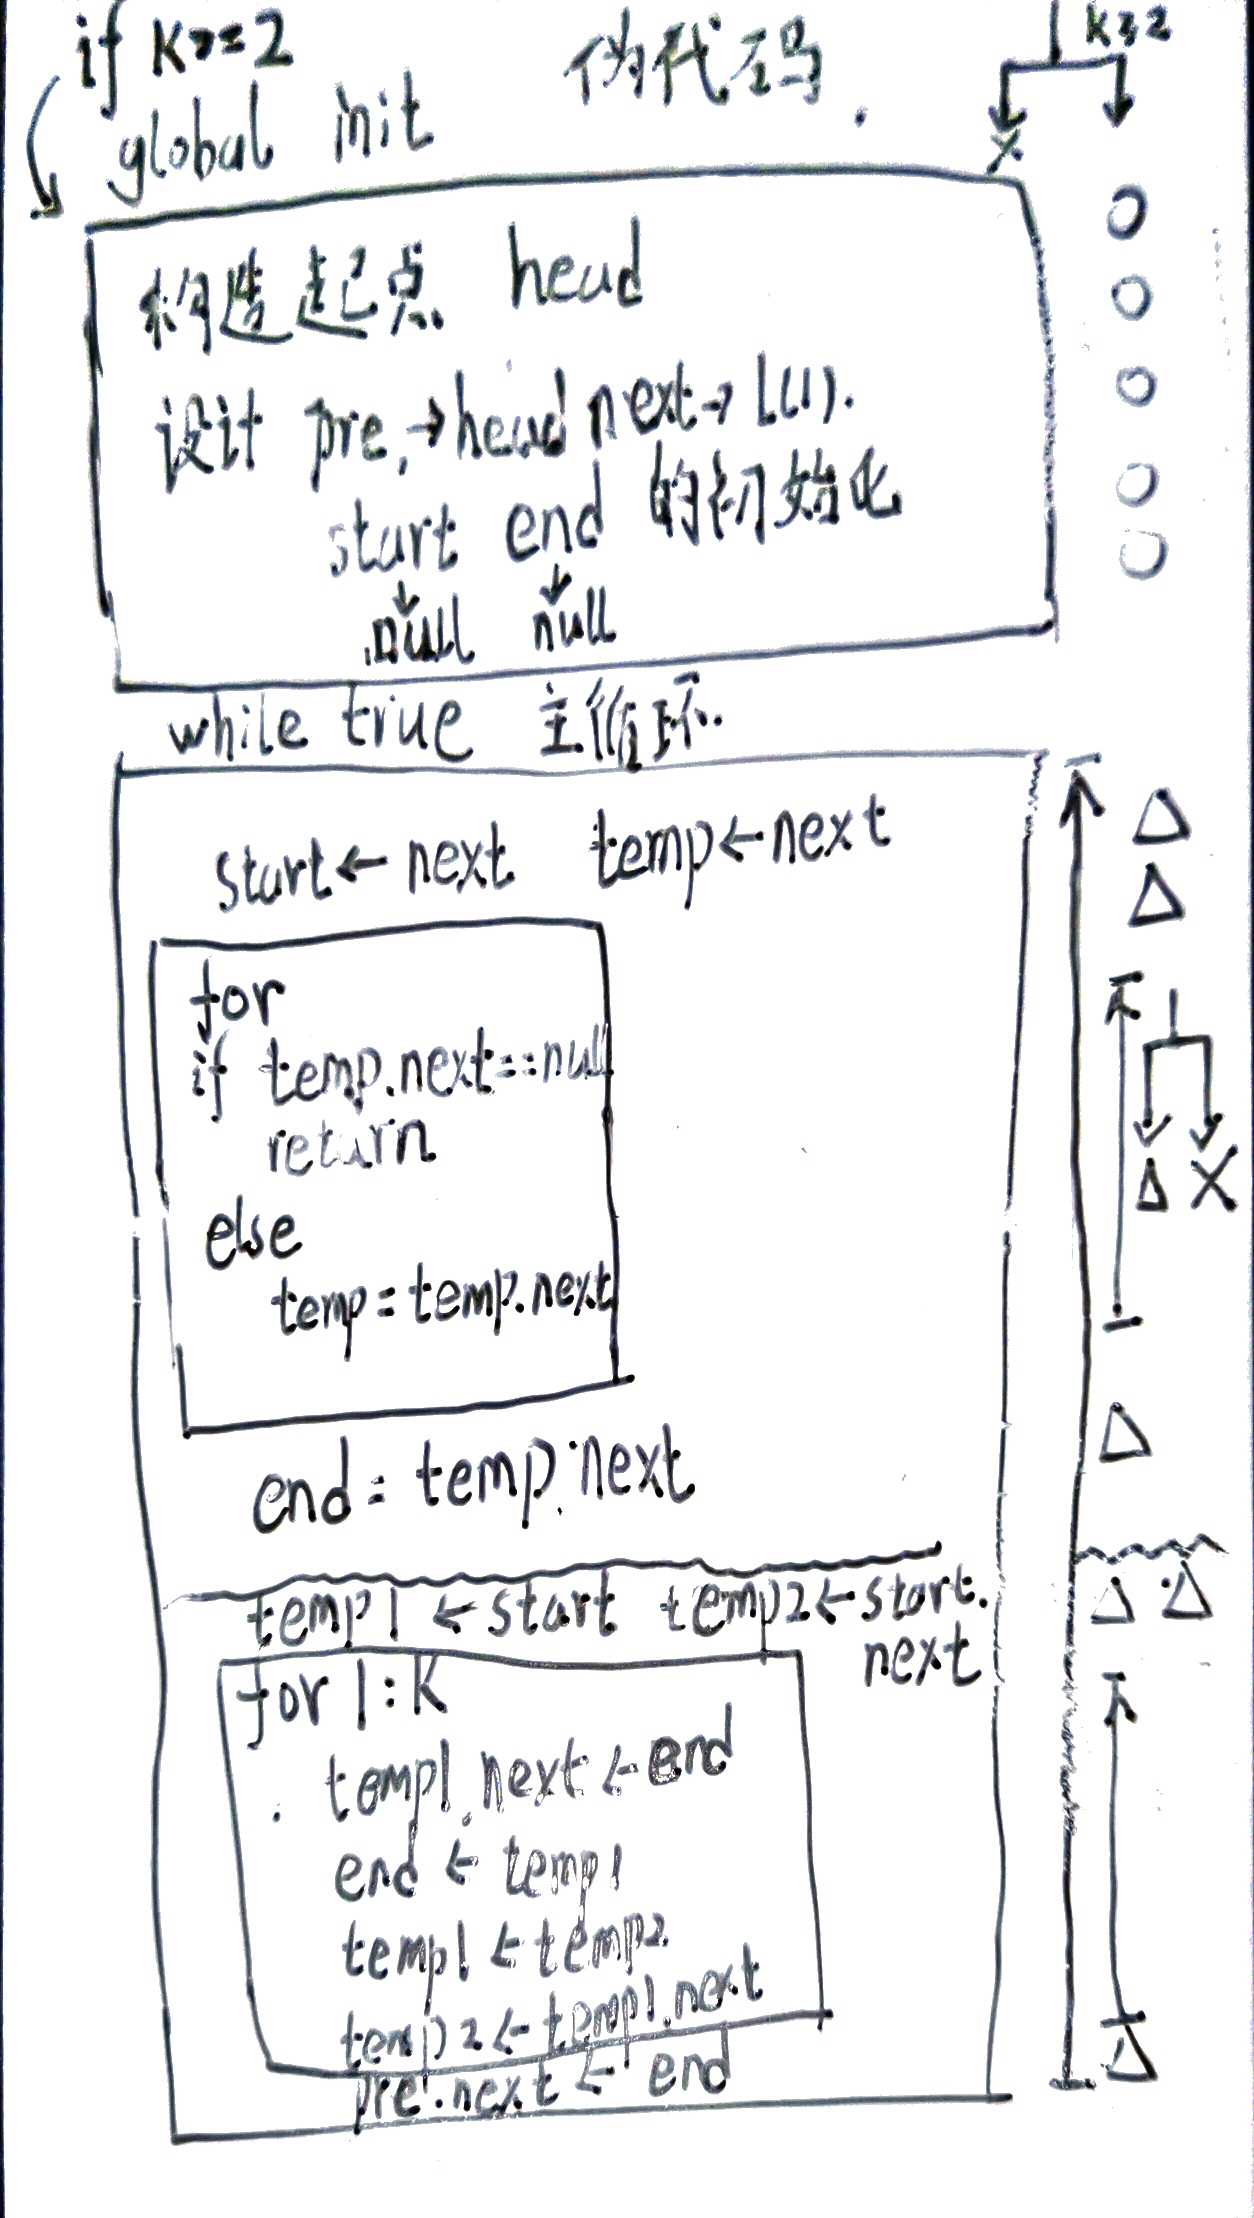 if K>=2
伪代码.
K≥2
global init
构造起点 head
设计 pre,→head next→L(1).
start end 的初始化
null null
while true 主循环.
start←next temp←next
for
if temp.next==null
return
else
temp=temp.next
end=temp.next
temp1←start temp2←start.
next
for 1:K
temp1.next←end
end←temp1
temp1←temp2
temp2←temp1.next
pre.next←end